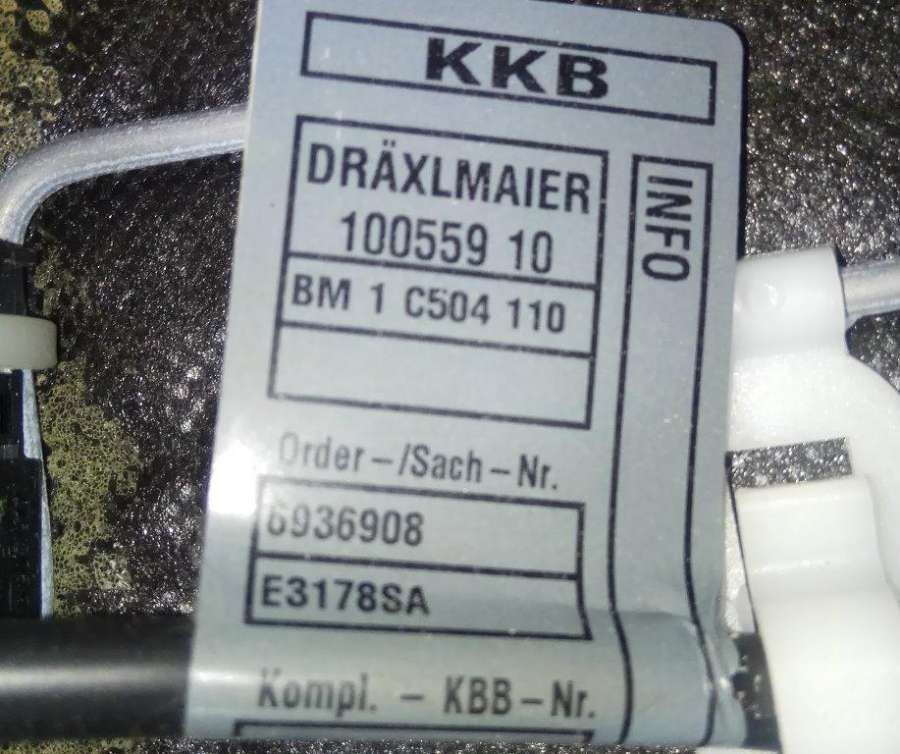 KKB
DRÄXLMAIER
100559 10
BM 1 C504 110
INFO
Order-/Sach-Nr.
6936908
E3178SA
Kompl. - KBB-Nr.